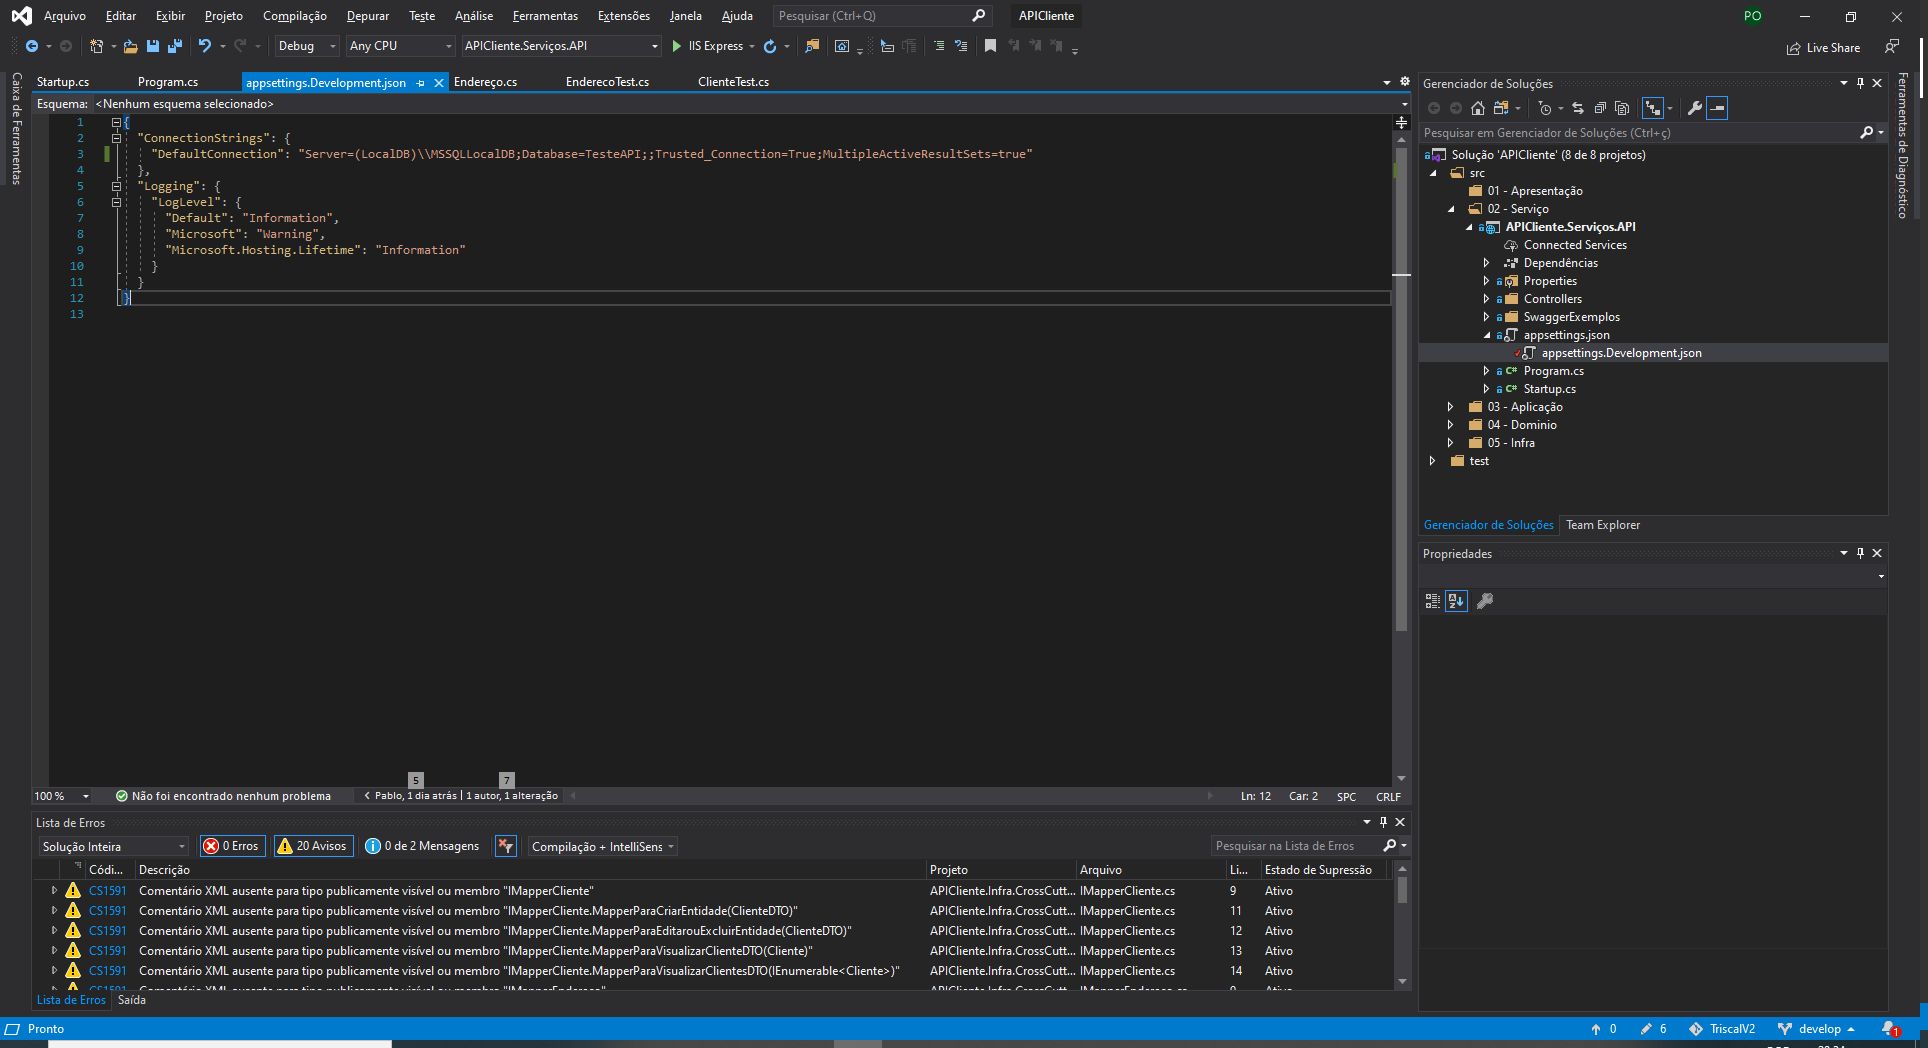 Arquivo Editar Exibir Projeto Compilação Depurar Teste Análise Ferramentas Extensões Janela Ajuda Pesquisar (Ctrl+Q) APICliente PO
Debug Any CPU APICliente.Serviços.API IIS Express Live Share
Caixa de Ferramentas
Startup.cs Program.cs appsettings.Development.json Endereço.cs EnderecoTest.cs ClienteTest.cs
Esquema: <Nenhum esquema selecionado>
1 {
2 "ConnectionStrings": {
3 "DefaultConnection": "Server=(LocalDB)\\MSSQLLocalDB;Database=TesteAPI;;Trusted_Connection=True;MultipleActiveResultSets=true"
4 },
5 "Logging": {
6 "LogLevel": {
7 "Default": "Information",
8 "Microsoft": "Warning",
9 "Microsoft.Hosting.Lifetime": "Information"
10 }
11 }
12 }
13
5 7
100 % Não foi encontrado nenhum problema Pablo, 1 dia atrás | 1 autor, 1 alteração Ln: 12 Car: 2 SPC CRLF
Lista de Erros
Solução Inteira 0 Erros 20 Avisos 0 de 2 Mensagens Compilação + IntelliSens Pesquisar na Lista de Erros
Códi... Descrição Projeto Arquivo Li... Estado de Supressão
CS1591 Comentário XML ausente para tipo publicamente visível ou membro "IMapperCliente" APICliente.Infra.CrossCutt... IMapperCliente.cs 9 Ativo
CS1591 Comentário XML ausente para tipo publicamente visível ou membro "IMapperCliente.MapperParaCriarEntidade(ClienteDTO)" APICliente.Infra.CrossCutt... IMapperCliente.cs 11 Ativo
CS1591 Comentário XML ausente para tipo publicamente visível ou membro "IMapperCliente.MapperParaEditarouExcluirEntidade(ClienteDTO)" APICliente.Infra.CrossCutt... IMapperCliente.cs 12 Ativo
CS1591 Comentário XML ausente para tipo publicamente visível ou membro "IMapperCliente.MapperParaVisualizarClienteDTO(Cliente)" APICliente.Infra.CrossCutt... IMapperCliente.cs 13 Ativo
CS1591 Comentário XML ausente para tipo publicamente visível ou membro "IMapperCliente.MapperParaVisualizarClientesDTO(IEnumerable<Cliente>)" APICliente.Infra.CrossCutt... IMapperCliente.cs 14 Ativo
Lista de Erros Saída
Gerenciador de Soluções
Pesquisar em Gerenciador de Soluções (Ctrl+ç)
Solução 'APICliente' (8 de 8 projetos)
src
01 - Apresentação
02 - Serviço
APICliente.Serviços.API
Connected Services
Dependências
Properties
Controllers
SwaggerExemplos
appsettings.json
appsettings.Development.json
Program.cs
Startup.cs
03 - Aplicação
04 - Dominio
05 - Infra
test
Gerenciador de Soluções Team Explorer
Propriedades
Ferramentas de Diagnóstico
Pronto 0 6 TriscalV2 develop 1